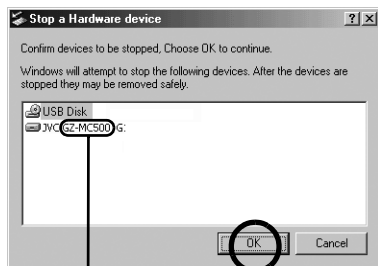 Stop a Hardware device
Confirm devices to be stopped, Choose OK to continue.
Windows will attempt to stop the following devices. After the devices are
stopped they may be removed safely.
USB Disk
JVC GZ-MC500 G:
OK
Cancel